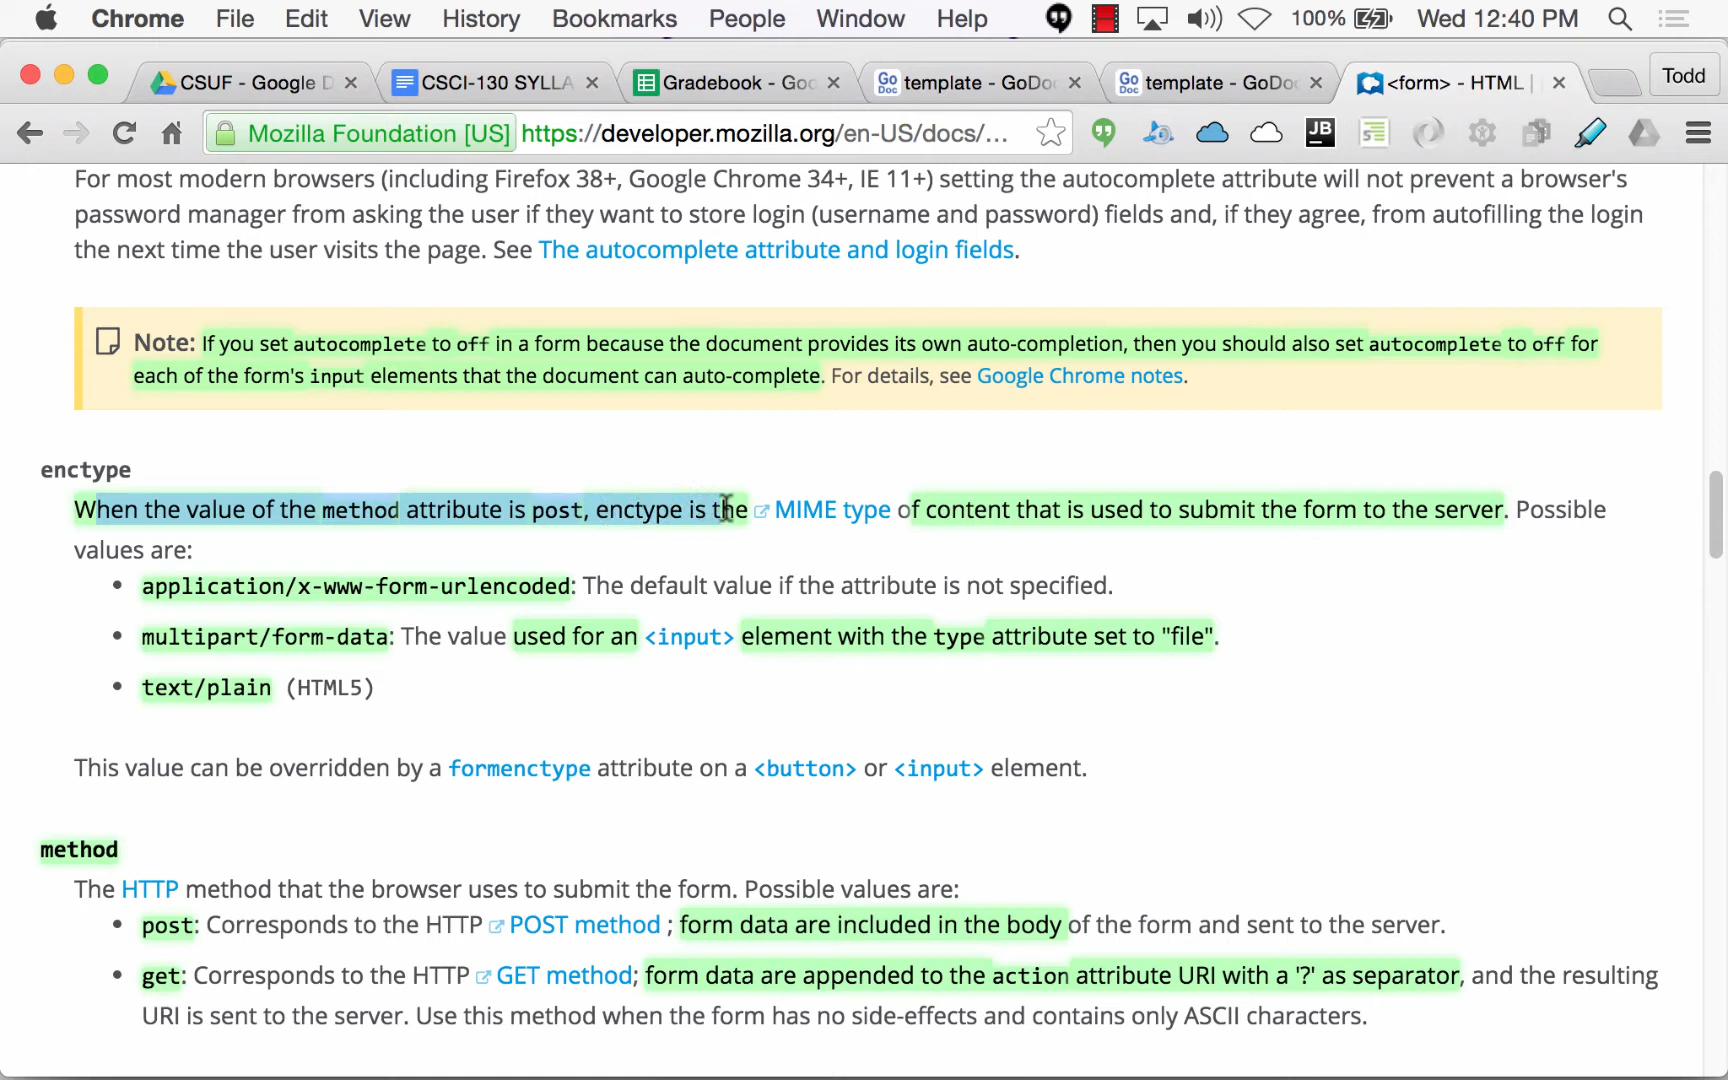 Chrome File Edit View History Bookmarks People Window Help 100% Wed 12:40 PM
CSUF - Google D CSCI-130 SYLLA Gradebook - Goo Go Doc template - GoDoc Go Doc template - GoDoc <form> - HTML | Todd
Mozilla Foundation [US] https://developer.mozilla.org/en-US/docs/... JB
For most modern browsers (including Firefox 38+, Google Chrome 34+, IE 11+) setting the autocomplete attribute will not prevent a browser's
password manager from asking the user if they want to store login (username and password) fields and, if they agree, from autofilling the login
the next time the user visits the page. See The autocomplete attribute and login fields.
Note: If you set autocomplete to off in a form because the document provides its own auto-completion, then you should also set autocomplete to off for
each of the form's input elements that the document can auto-complete. For details, see Google Chrome notes.
enctype
When the value of the method attribute is post, enctype is the MIME type of content that is used to submit the form to the server. Possible
values are:
• application/x-www-form-urlencoded: The default value if the attribute is not specified.
• multipart/form-data: The value used for an <input> element with the type attribute set to "file".
• text/plain (HTML5)
This value can be overridden by a formenctype attribute on a <button> or <input> element.
method
The HTTP method that the browser uses to submit the form. Possible values are:
• post: Corresponds to the HTTP POST method ; form data are included in the body of the form and sent to the server.
• get: Corresponds to the HTTP GET method; form data are appended to the action attribute URI with a '?' as separator, and the resulting
URI is sent to the server. Use this method when the form has no side-effects and contains only ASCII characters.